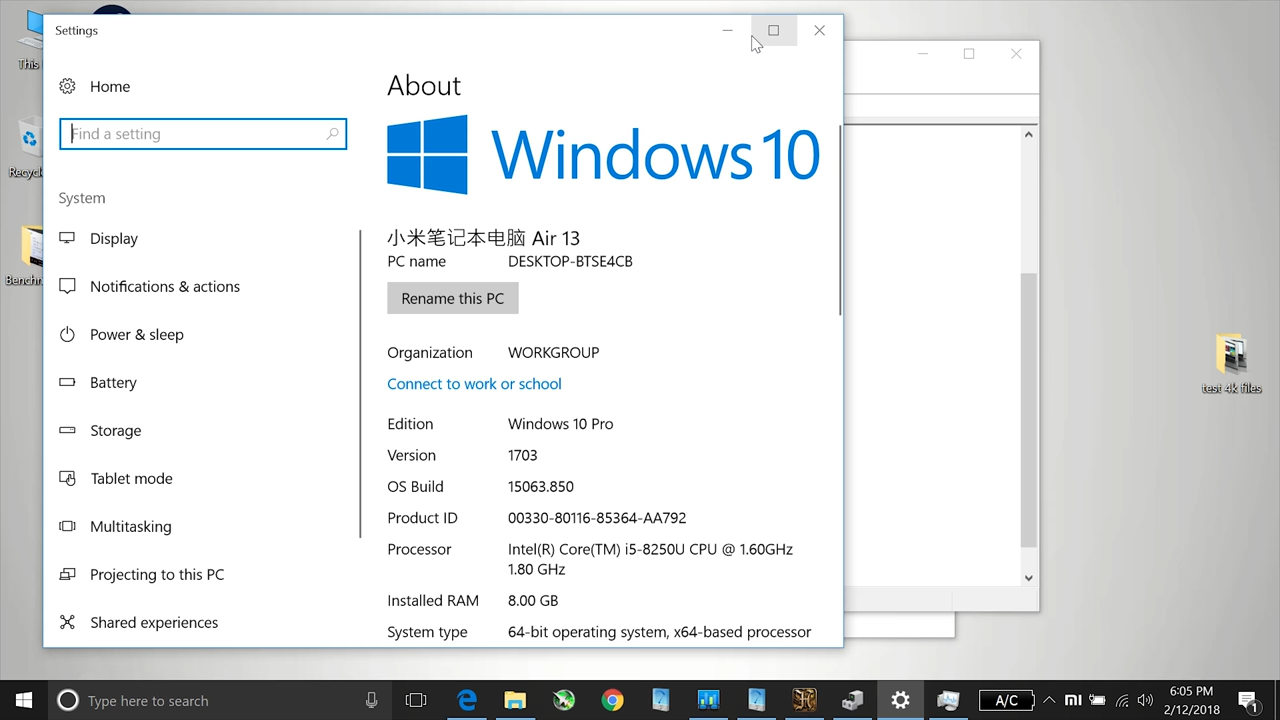 Settings
This
Recycl
Bench
Home
Find a setting
System
Display
Notifications & actions
Power & sleep
Battery
Storage
Tablet mode
Multitasking
Projecting to this PC
Shared experiences
About
Windows 10
小米笔记本电脑 Air 13
PC name DESKTOP-BTSE4CB
Rename this PC
Organization WORKGROUP
Connect to work or school
Edition Windows 10 Pro
Version 1703
OS Build 15063.850
Product ID 00330-80116-85364-AA792
Processor Intel(R) Core(TM) i5-8250U CPU @ 1.60GHz
1.80 GHz
Installed RAM 8.00 GB
System type 64-bit operating system, x64-based processor
test 4k files
Type here to search
A/C
mi
6:05 PM
2/12/2018
1